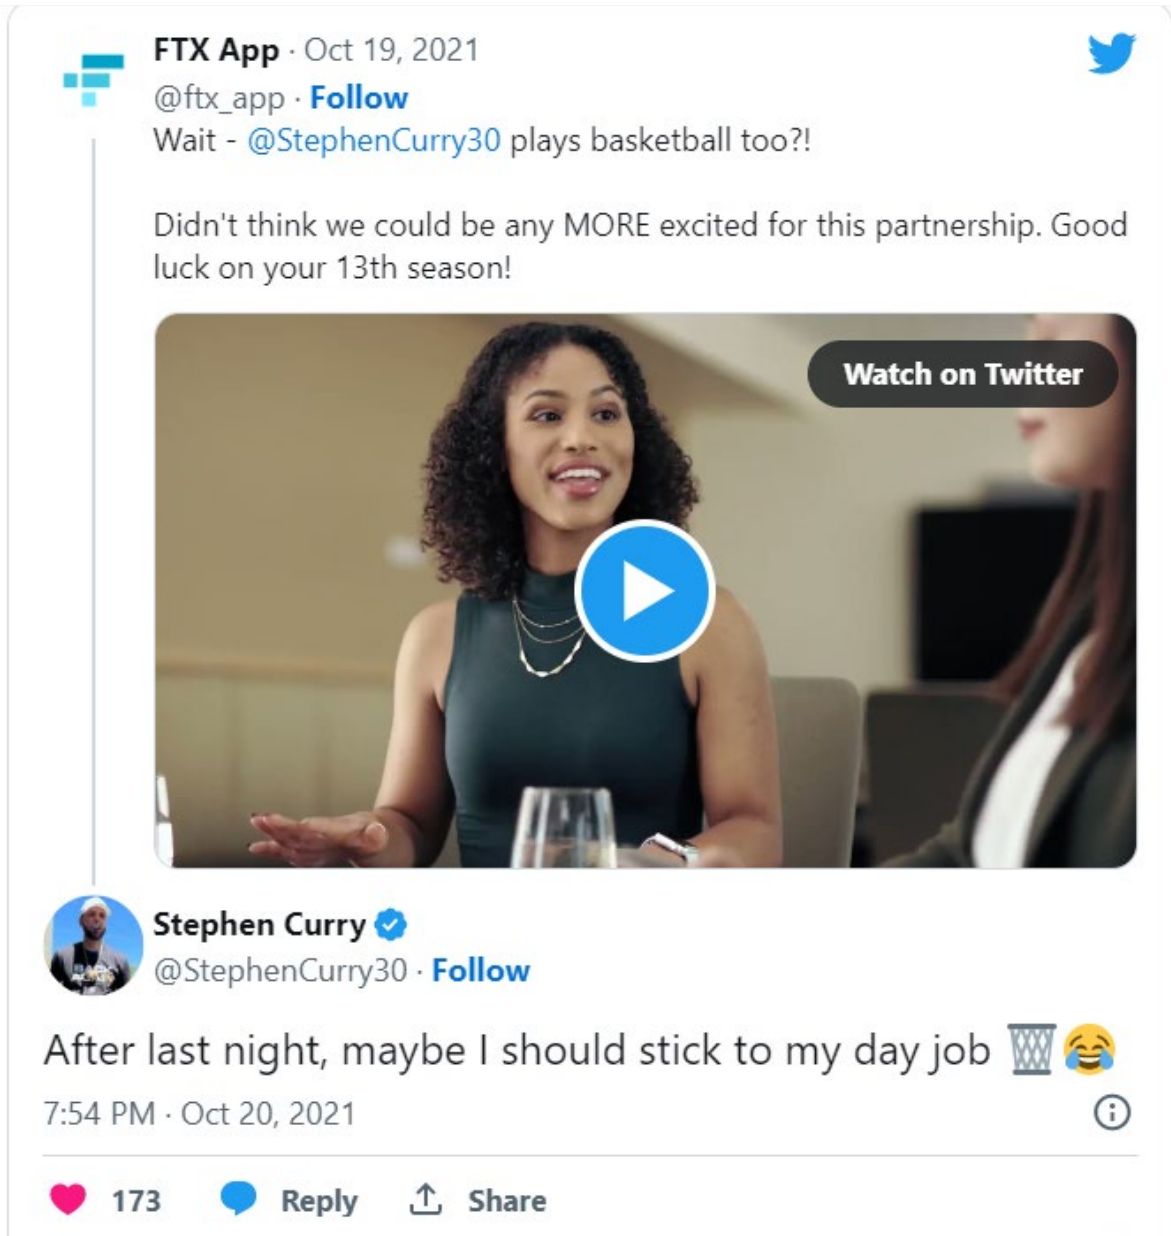 FTX App · Oct 19, 2021
@ftx_app · Follow
Wait - @StephenCurry30 plays basketball too?!
Didn't think we could be any MORE excited for this partnership. Good
luck on your 13th season!
Watch on Twitter
Stephen Curry
@StephenCurry30 · Follow
After last night, maybe I should stick to my day job 🗑️😂
7:54 PM · Oct 20, 2021
173 Reply Share